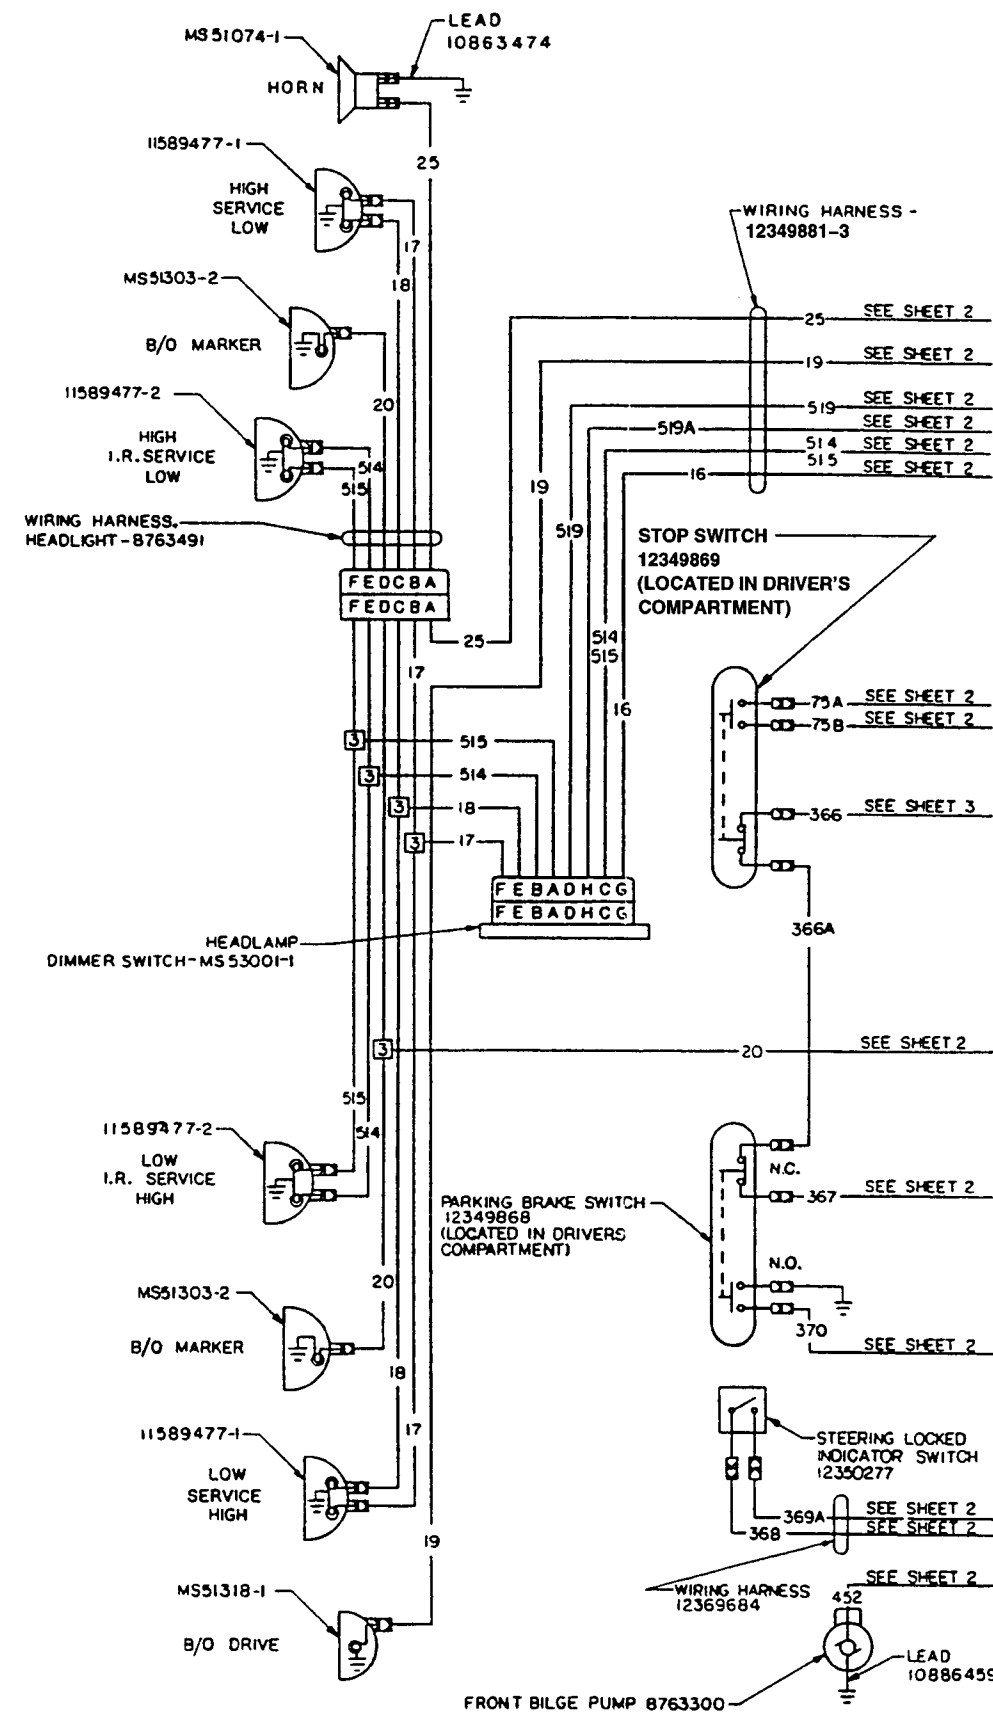 MS51074-1
LEAD
10863474
HORN
11589477-1
25
HIGH
SERVICE
LOW
17
18
WIRING HARNESS -
12349881-3
MS51303-2
B/O MARKER
20
25 SEE SHEET 2
19 SEE SHEET 2
519 SEE SHEET 2
519A SEE SHEET 2
514 SEE SHEET 2
515
16 SEE SHEET 2
11589477-2
HIGH
I.R. SERVICE
LOW
514
515
19
519
WIRING HARNESS,
HEADLIGHT-8763491
STOP SWITCH
12349869
(LOCATED IN DRIVER'S
COMPARTMENT)
F E D C B A
F E D C B A
25
17
514
515
16
75A SEE SHEET 2
75B SEE SHEET 2
3 515
3 514
3 18
3 17
366 SEE SHEET 3
F E B A D H C G
F E B A D H C G
366A
HEADLAMP
DIMMER SWITCH-MS53001-1
3
20 SEE SHEET 2
515
514
11589477-2
LOW
I.R. SERVICE
HIGH
N.C.
367 SEE SHEET 2
PARKING BRAKE SWITCH
12349868
(LOCATED IN DRIVERS
COMPARTMENT)
N.O.
370
SEE SHEET 2
20
MS51303-2
B/O MARKER
18
17
11589477-1
LOW
SERVICE
HIGH
STEERING LOCKED
INDICATOR SWITCH
12350277
369A SEE SHEET 2
368 SEE SHEET 2
19
WIRING HARNESS
12369684
SEE SHEET 2
452
MS51318-1
B/O DRIVE
LEAD
10886459
FRONT BILGE PUMP 8763300